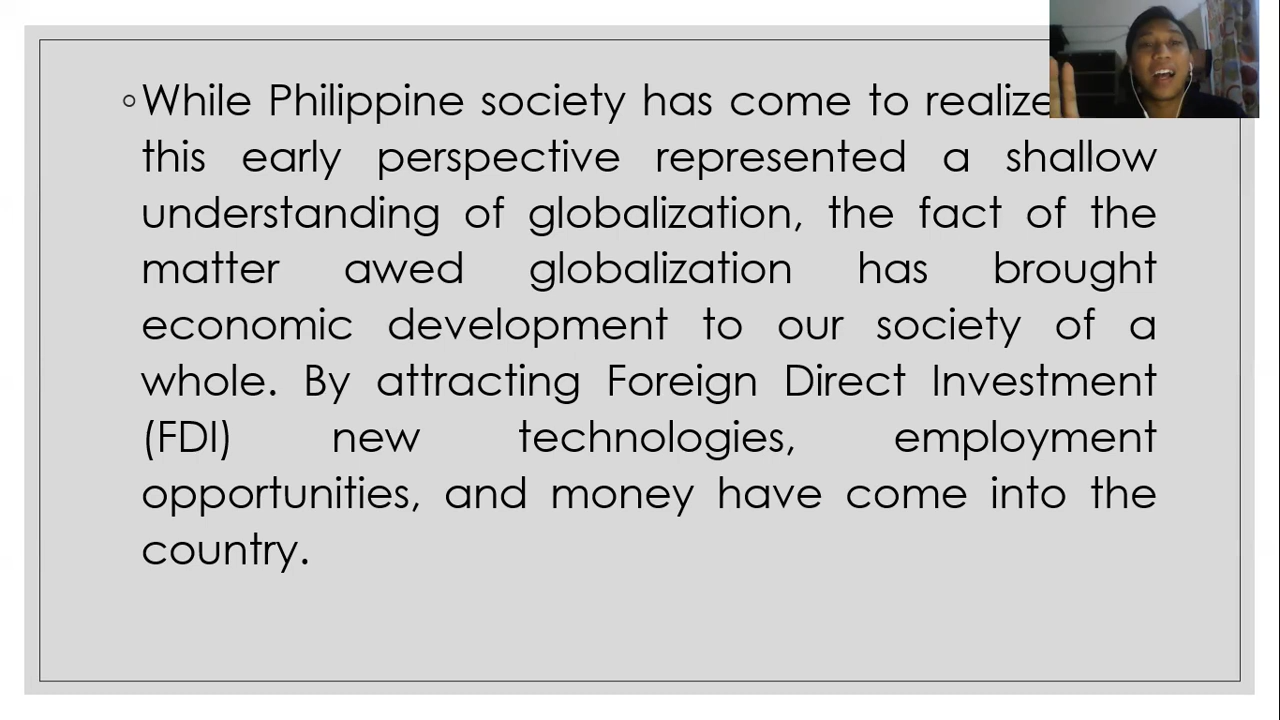 ◦While Philippine society has come to realize
this early perspective represented a shallow
understanding of globalization, the fact of the
matter awed globalization has brought
economic development to our society of a
whole. By attracting Foreign Direct Investment
(FDI) new technologies, employment
opportunities, and money have come into the
country.